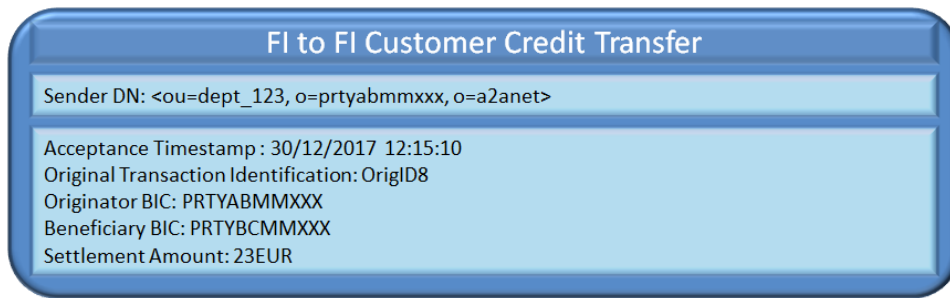 FI to FI Customer Credit Transfer
Sender DN: <ou=dept_123, o=prtyabmmxxx, o=a2anet>
Acceptance Timestamp : 30/12/2017 12:15:10
Original Transaction Identification: OrigID8
Originator BIC: PRTYABMMXXX
Beneficiary BIC: PRTYBCMMXXX
Settlement Amount: 23EUR